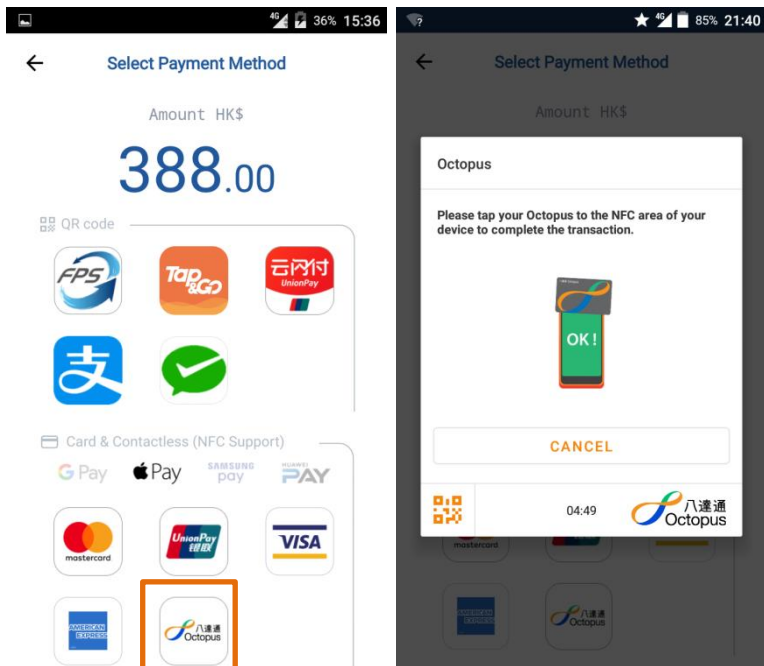 4G 36% 15:36
Select Payment Method
Amount HK$
388.00
QR code
FPS
Tap&Go
云闪付
UnionPay
支
Card & Contactless (NFC Support)
G Pay Pay SAMSUNG pay HUAWEI PAY
mastercard
UnionPay
银联
VISA
AMERICAN EXPRESS
八達通
Octopus
? 4G 85% 21:40
Select Payment Method
Amount HK$
Octopus
Please tap your Octopus to the NFC area of your
device to complete the transaction.
OK!
CANCEL
04:49
八達通
Octopus
mastercard
AMERICAN EXPRESS
八達通
Octopus